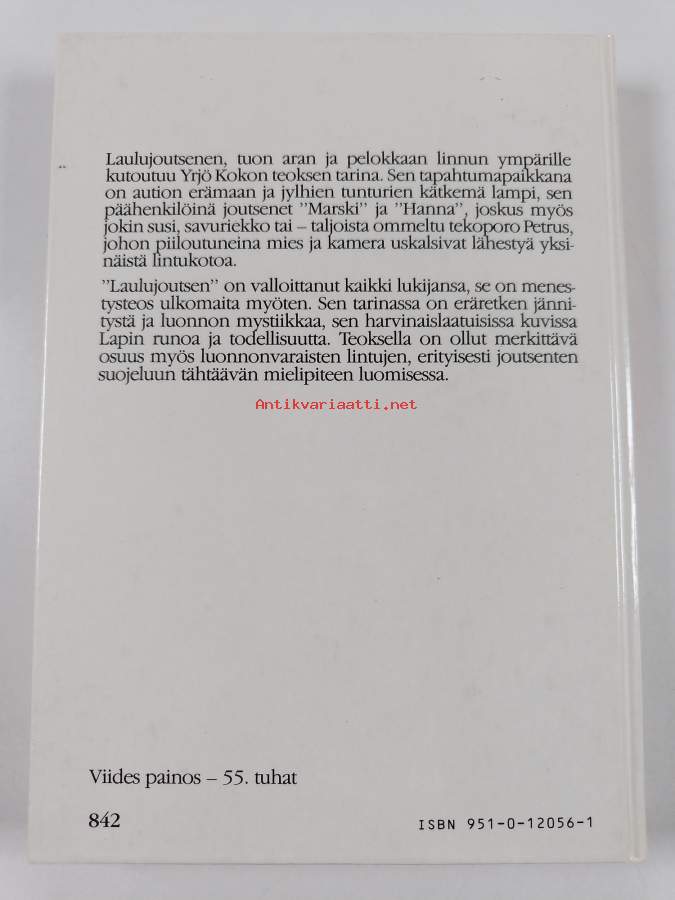 Laulujoutsenen, tuon aran ja pelokkaan linnun ympärille
kutoutuu Yrjö Kokon teoksen tarina. Sen tapahtumapaikkana
on aution erämaan ja jylhien tunturien kätkemä lampi, sen
päähenkilöinä joutsenet ”Marski” ja ”Hanna”, joskus myös
jokin susi, savuriekko tai – taljoista ommeltu tekoporo Petrus,
johon piiloutuneina mies ja kamera uskalsivat lähestyä yksi-
näistä lintukotoa.
”Laulujoutsen” on valloittanut kaikki lukijansa, se on menes-
tysteos ulkomaita myöten. Sen tarinassa on eräretken jänni-
tystä ja luonnon mystiikkaa, sen harvinaislaatuisissa kuvissa
Lapin runoa ja todellisuutta. Teoksella on ollut merkittävä
osuus myös luonnonvaraisten lintujen, erityisesti joutsenten
suojeluun tähtäävän mielipiteen luomisessa.
Antikvariaatti.net
Viides painos – 55. tuhat
842
ISBN 951-0-12056-1